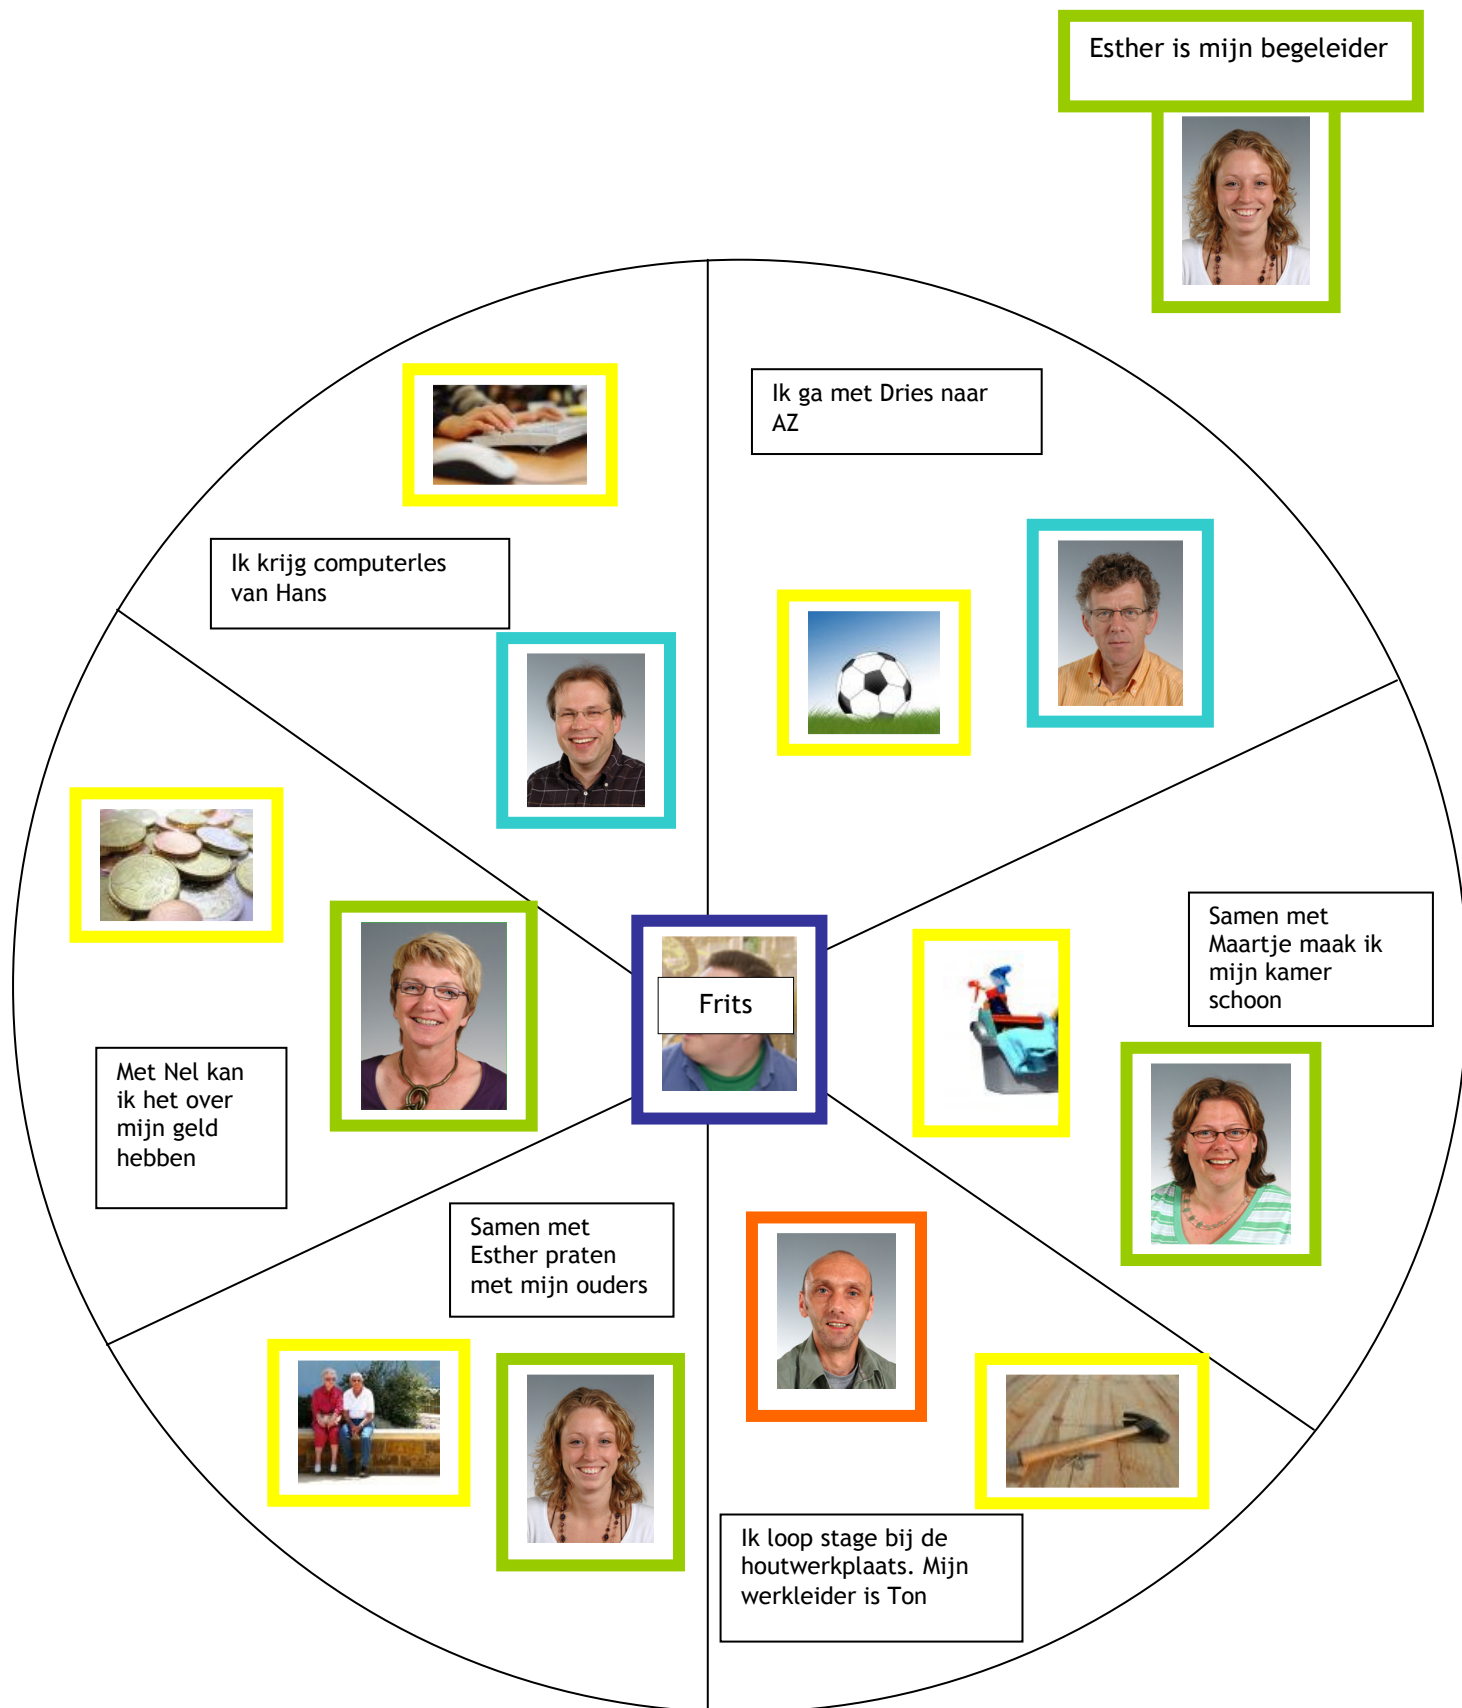 Esther is mijn begeleider
Ik ga met Dries naar
AZ
Ik krijg computerles
van Hans
Samen met
Maartje maak ik
mijn kamer
schoon
Frits
Met Nel kan
ik het over
mijn geld
hebben
Samen met
Esther praten
met mijn ouders
Ik loop stage bij de
houtwerkplaats. Mijn
werkleider is Ton